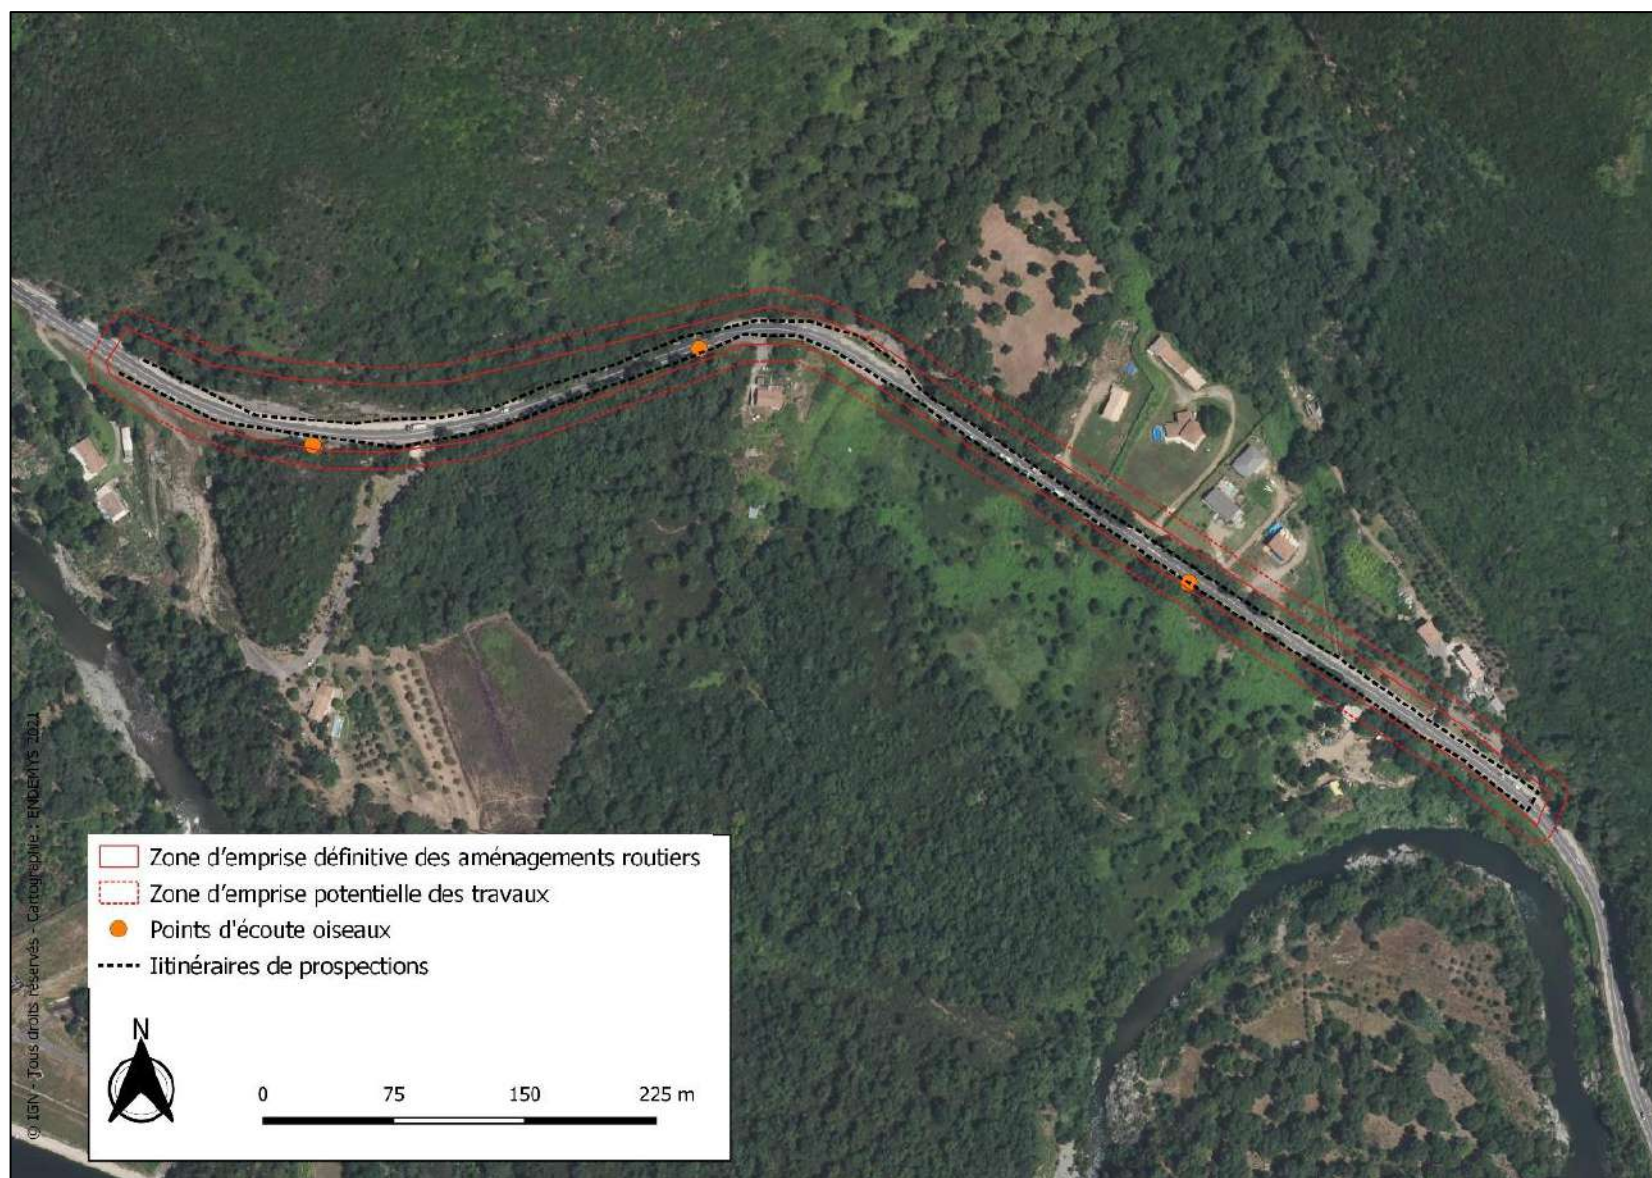 Zone d'emprise définitive des aménagements routiers
Zone d'emprise potentielle des travaux
Points d'écoute oiseaux
Iitinéraires de prospections
N
0 75 150 225 m
© IGN - Tous droits réservés - Cartographie : ENDEMYS 2021